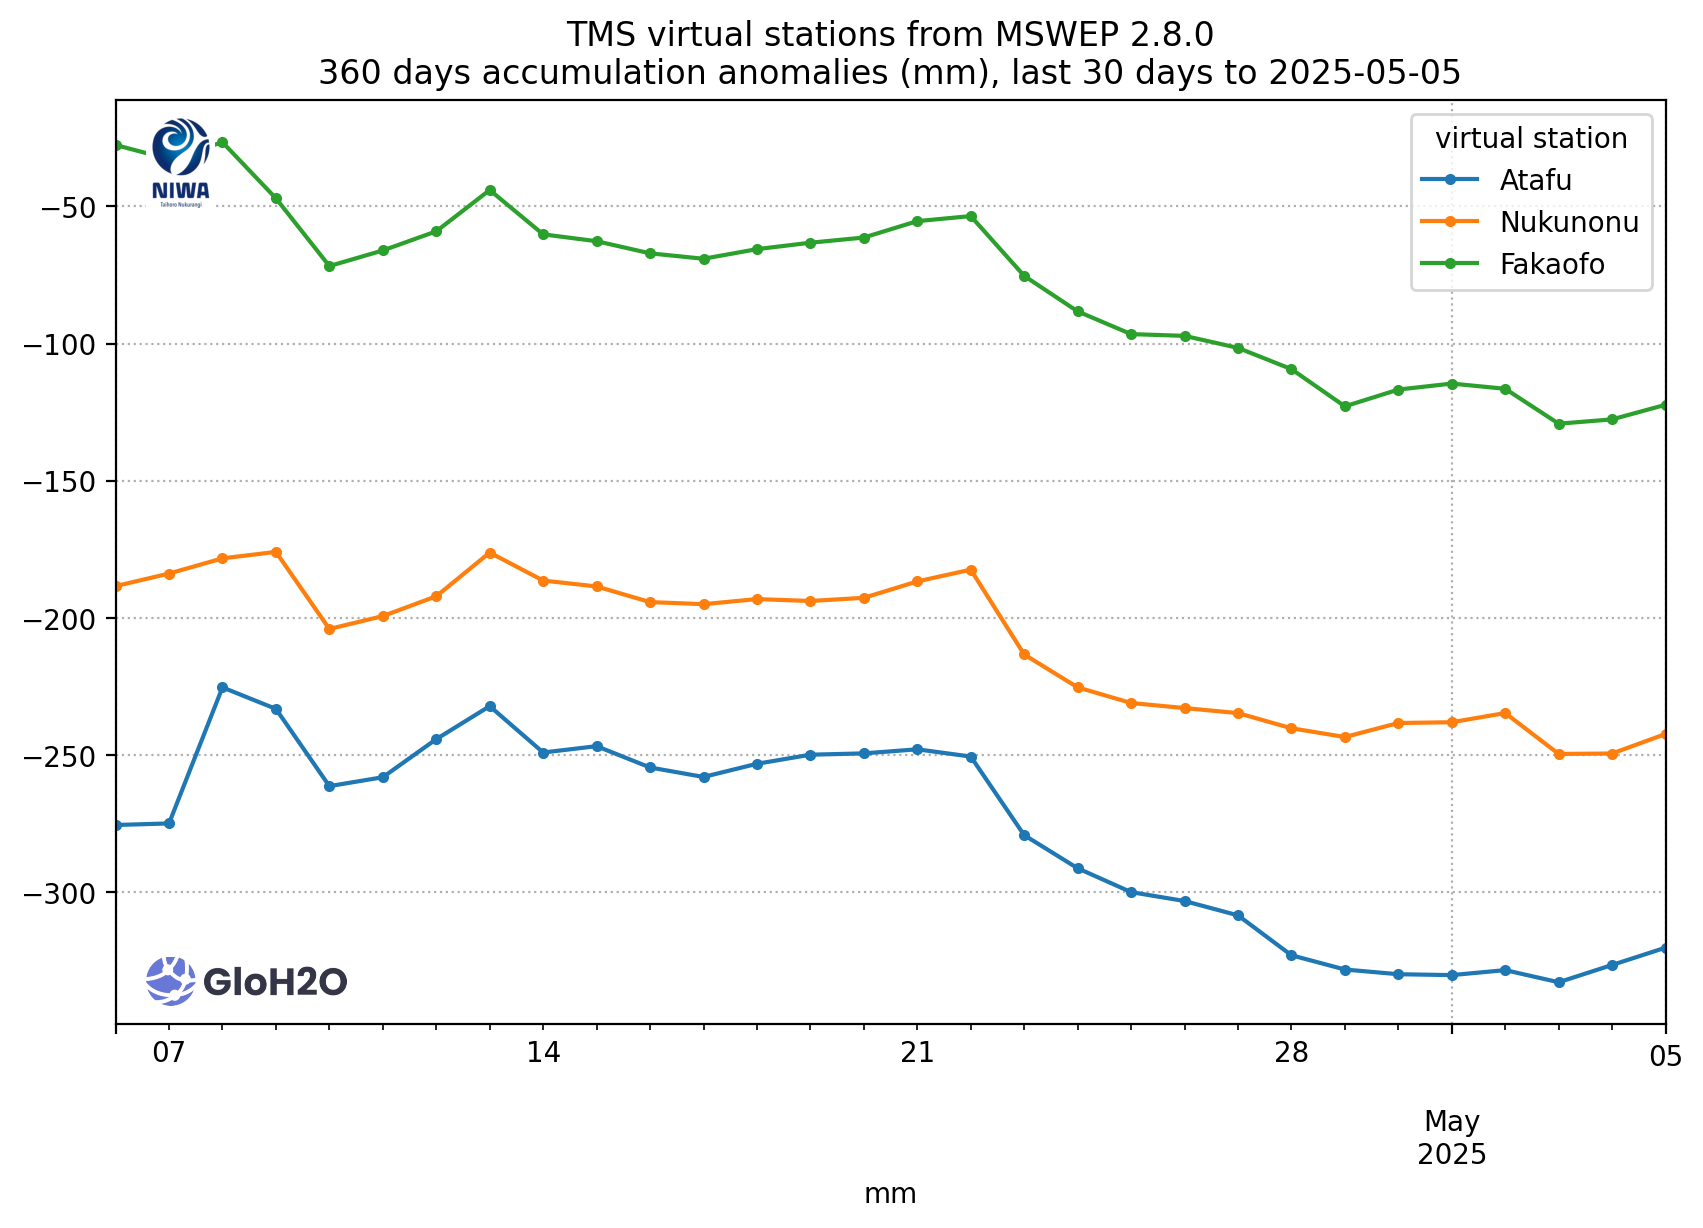 TMS virtual stations from MSWEP 2.8.0
360 days accumulation anomalies (mm), last 30 days to 2025-05-05
NIWA
Taihoro Nukurangi
virtual station
Atafu
Nukunonu
Fakaofo
−50
−100
−150
−200
−250
−300
GloH2O
07 14 21 28 05
May
2025
mm